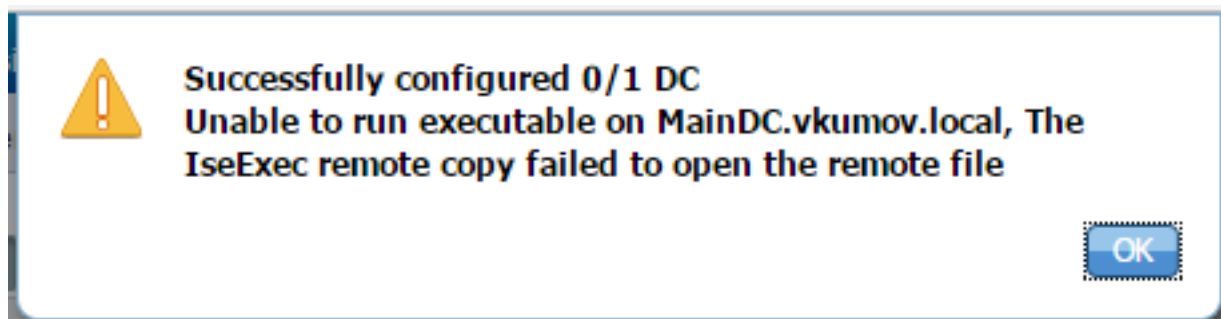 Successfully configured 0/1 DC
Unable to run executable on MainDC.vkumov.local, The
IseExec remote copy failed to open the remote file
OK